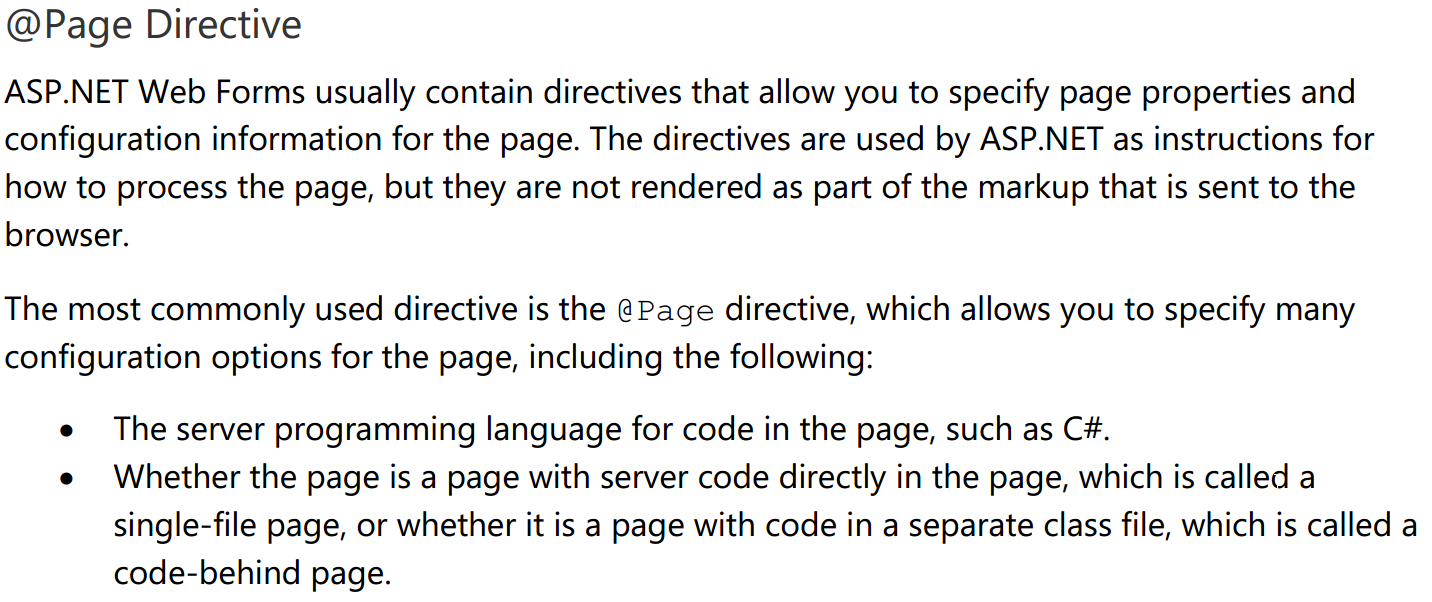 @Page Directive
ASP.NET Web Forms usually contain directives that allow you to specify page properties and
configuration information for the page. The directives are used by ASP.NET as instructions for
how to process the page, but they are not rendered as part of the markup that is sent to the
browser.
The most commonly used directive is the @Page directive, which allows you to specify many
configuration options for the page, including the following:
• The server programming language for code in the page, such as C#.
• Whether the page is a page with server code directly in the page, which is called a
single-file page, or whether it is a page with code in a separate class file, which is called a
code-behind page.